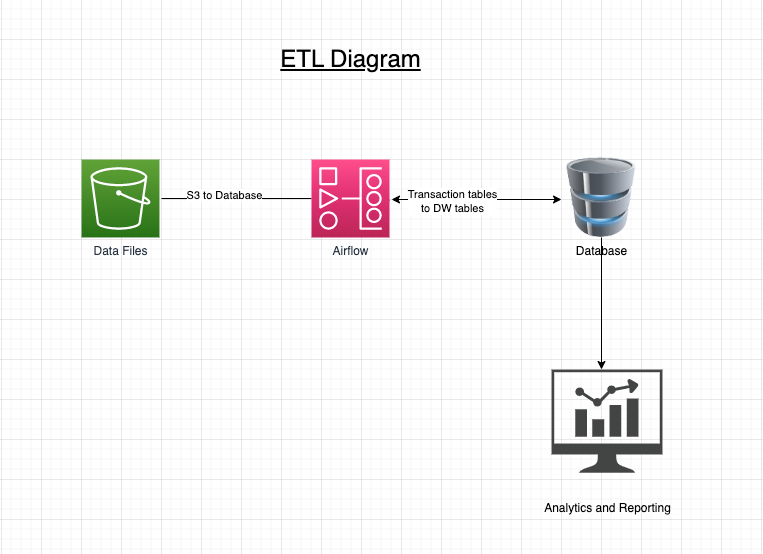 ETL Diagram
S3 to Database
Transaction tables
to DW tables
Data Files
Airflow
Database
Analytics and Reporting